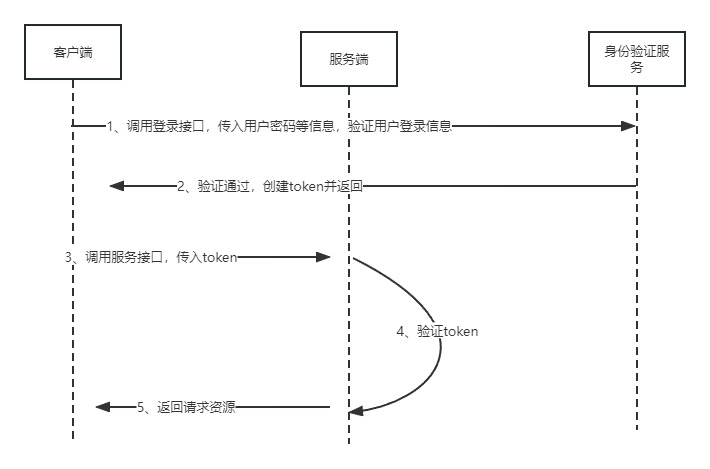 客户端
服务端
身份验证服
务
1、调用登录接口，传入用户密码等信息，验证用户登录信息
2、验证通过，创建token并返回
3、调用服务接口，传入token
4、验证token
5、返回请求资源